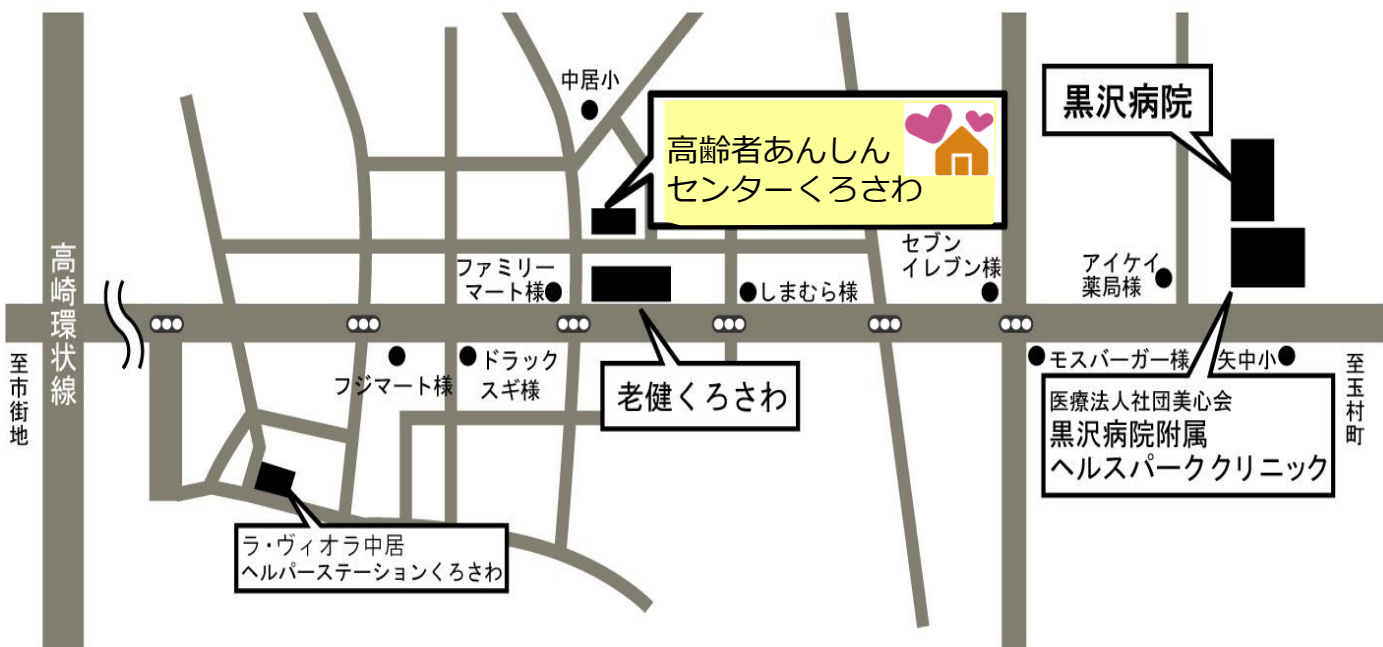 中居小
高齢者あんしん
センターくろさわ
黒沢病院
高崎環状線
ファミリー
マート様
しまむら様
セブン
イレブン様
アイケイ
薬局様
至市街地
フジマート様
ドラック
スギ様
老健くろさわ
モスバーガー様
矢中小
至玉村町
医療法人社団美心会
黒沢病院附属
ヘルスパーククリニック
ラ・ヴィオラ中居
ヘルパーステーションくろさわ